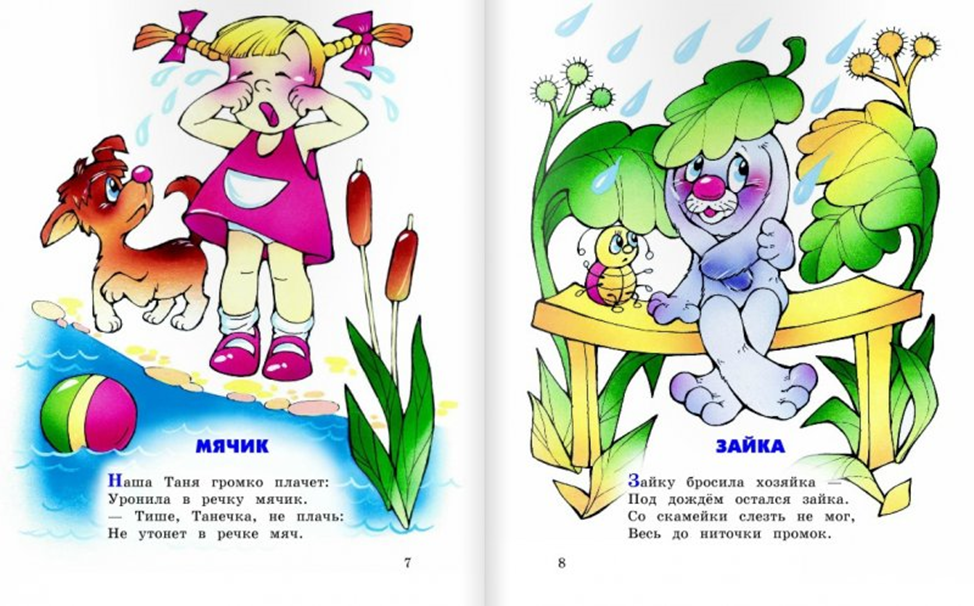 МЯЧИК
Наша Таня громко плачет:
Уронила в речку мячик.
— Тише, Танечка, не плачь:
Не утонет в речке мяч.
7
ЗАЙКА
Зайку бросила хозяйка —
Под дождём остался зайка.
Со скамейки слезть не мог,
Весь до ниточки промок.
8